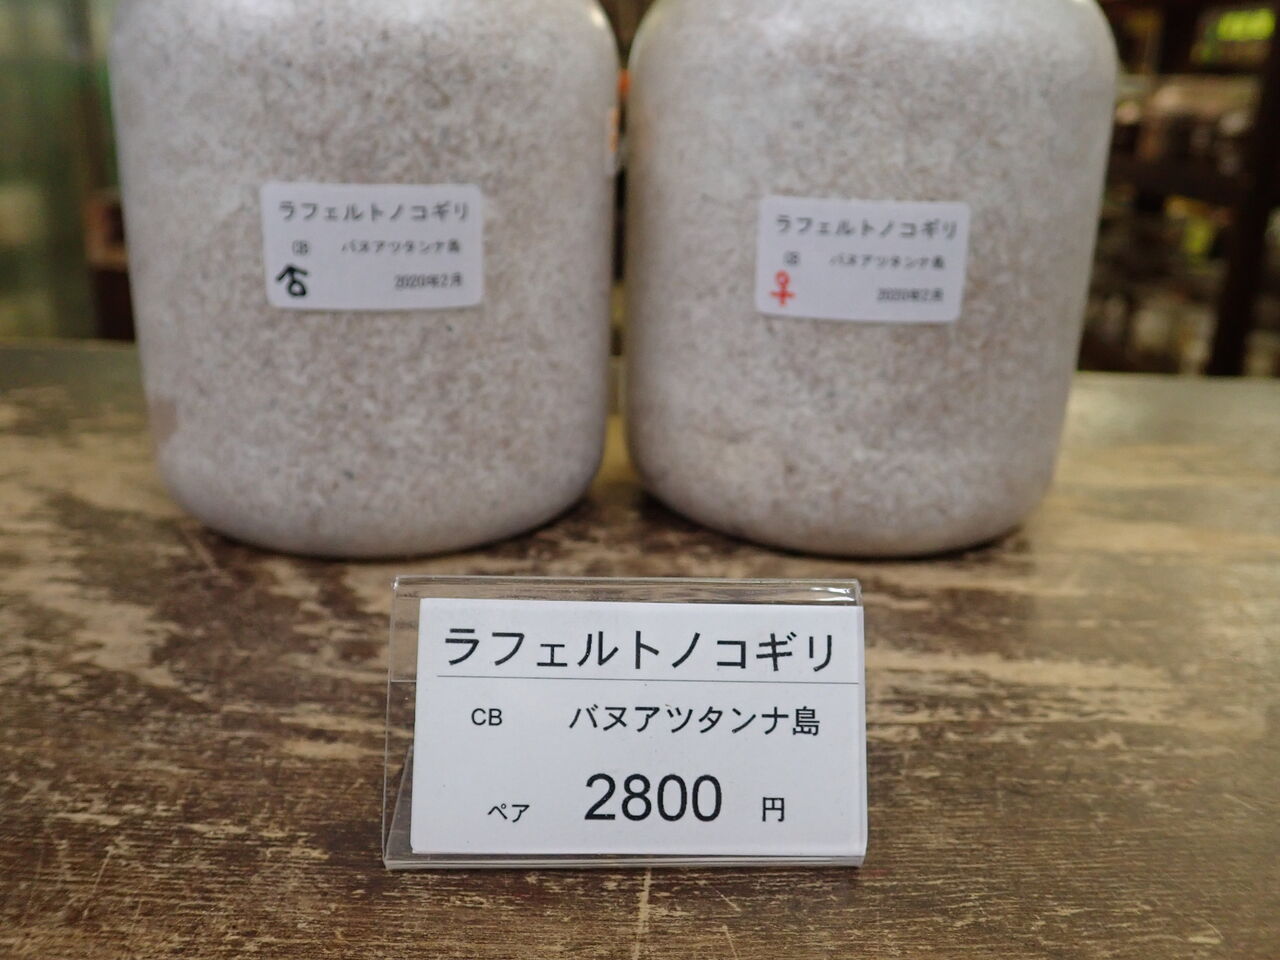 ラフェルトノコギリ
CB バヌアツタンナ島
♂ 2020年2月
ラフェルトノコギリ
CB バヌアツタンナ島
♀ 2020年2月
ラフェルトノコギリ
CB バヌアツタンナ島
ペア 2800 円